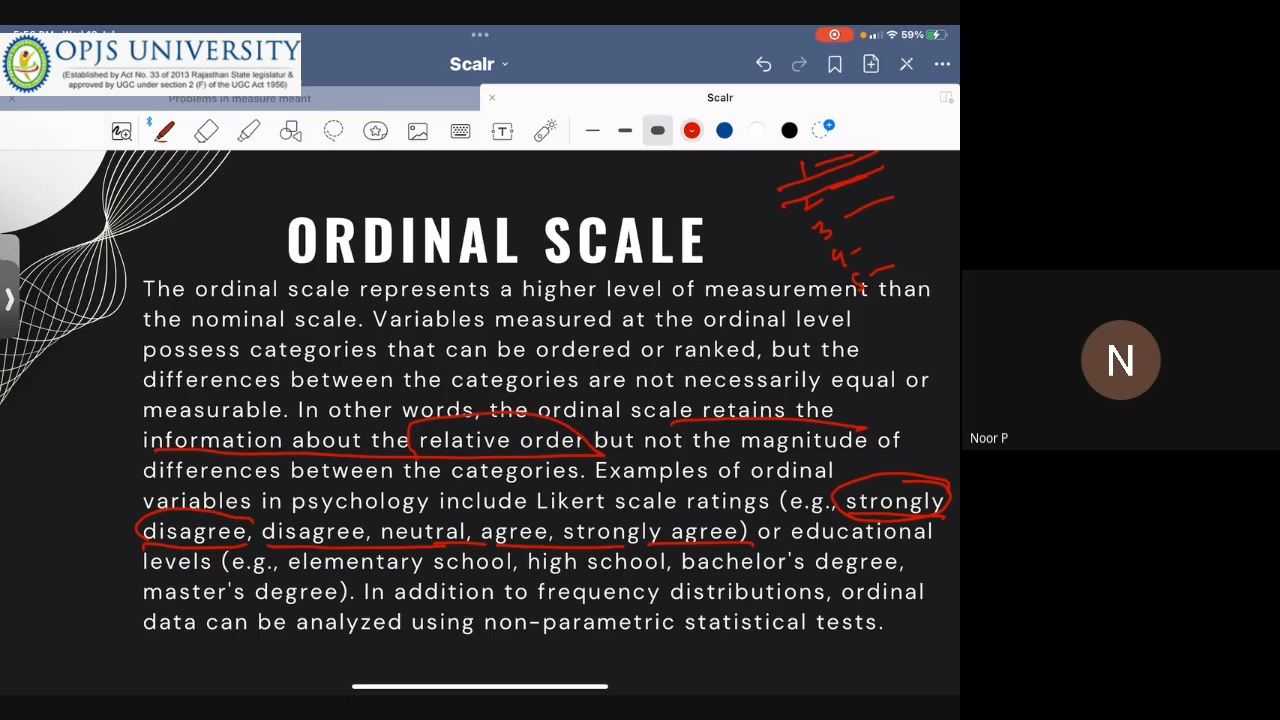 OPJS UNIVERSITY
(Established by Act No. 33 of 2013 Rajasthan State legislatur &
approved by UGC under section 2 (F) of the UGC Act 1956)
59%
Scalr
Problems in measure meant
Scalr
1
2
3
4
5
ORDINAL SCALE
The ordinal scale represents a higher level of measurement than
the nominal scale. Variables measured at the ordinal level
possess categories that can be ordered or ranked, but the
differences between the categories are not necessarily equal or
measurable. In other words, the ordinal scale retains the
information about the relative order but not the magnitude of
differences between the categories. Examples of ordinal
variables in psychology include Likert scale ratings (e.g., strongly
disagree, disagree, neutral, agree, strongly agree) or educational
levels (e.g., elementary school, high school, bachelor's degree,
master's degree). In addition to frequency distributions, ordinal
data can be analyzed using non-parametric statistical tests.
N
Noor P